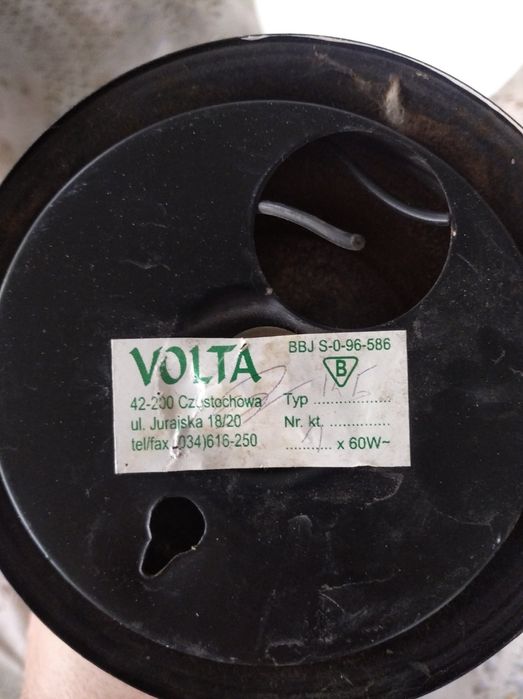 VOLTA
42-200 Częstochowa
ul. Jurajska 18/20
tel/fax (034)616-250
BBJ S-0-96-586
B
Typ ..................
Nr. kt. ..............
........... x 60W~